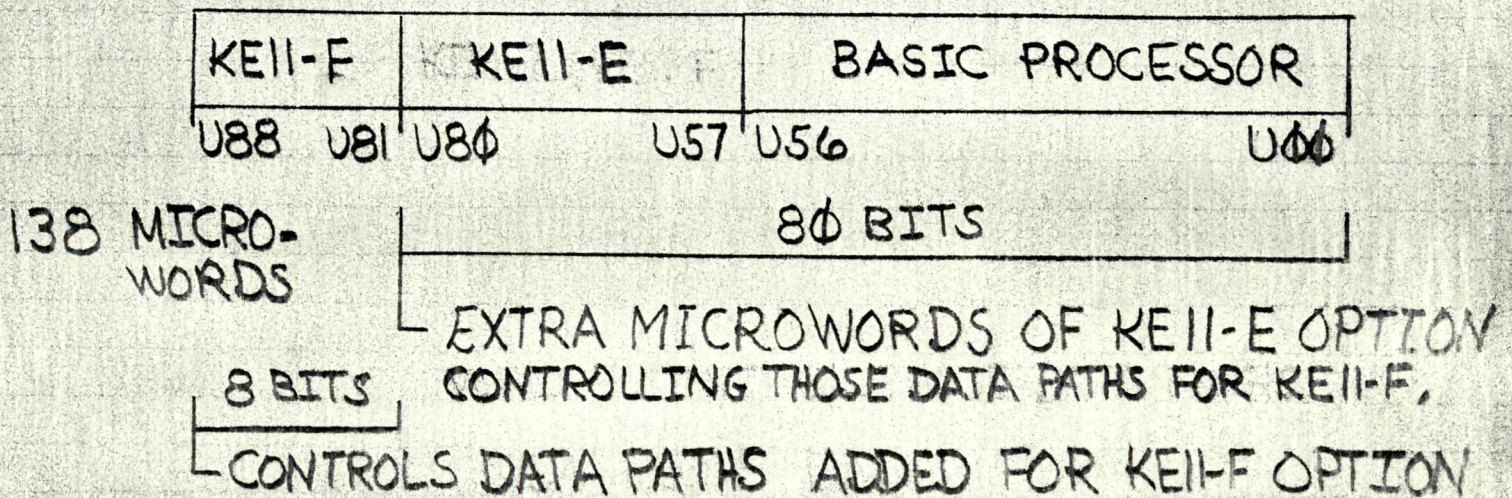 KE11-F KE11-E BASIC PROCESSOR
U88 U81 U8Ø U57 U56 UØØ
138 MICRO-
WORDS
8Ø BITS
EXTRA MICROWORDS OF KE11-E OPTION
CONTROLLING THOSE DATA PATHS FOR KE11-F.
8 BITS
CONTROLS DATA PATHS ADDED FOR KE11-F OPTION